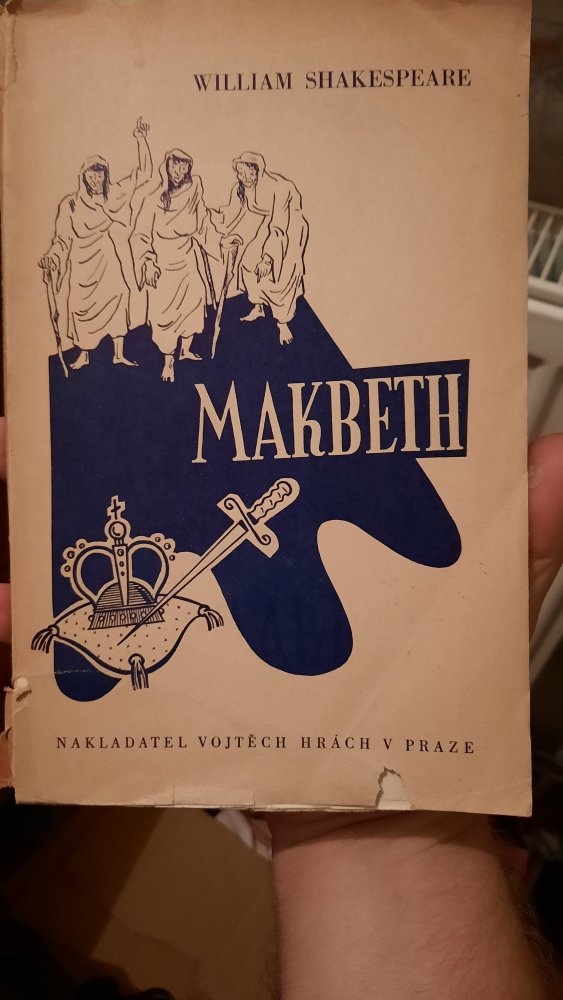 WILLIAM SHAKESPEARE
MAKBETH
NAKLADATEL VOJTĚCH HRÁCH V PRAZE